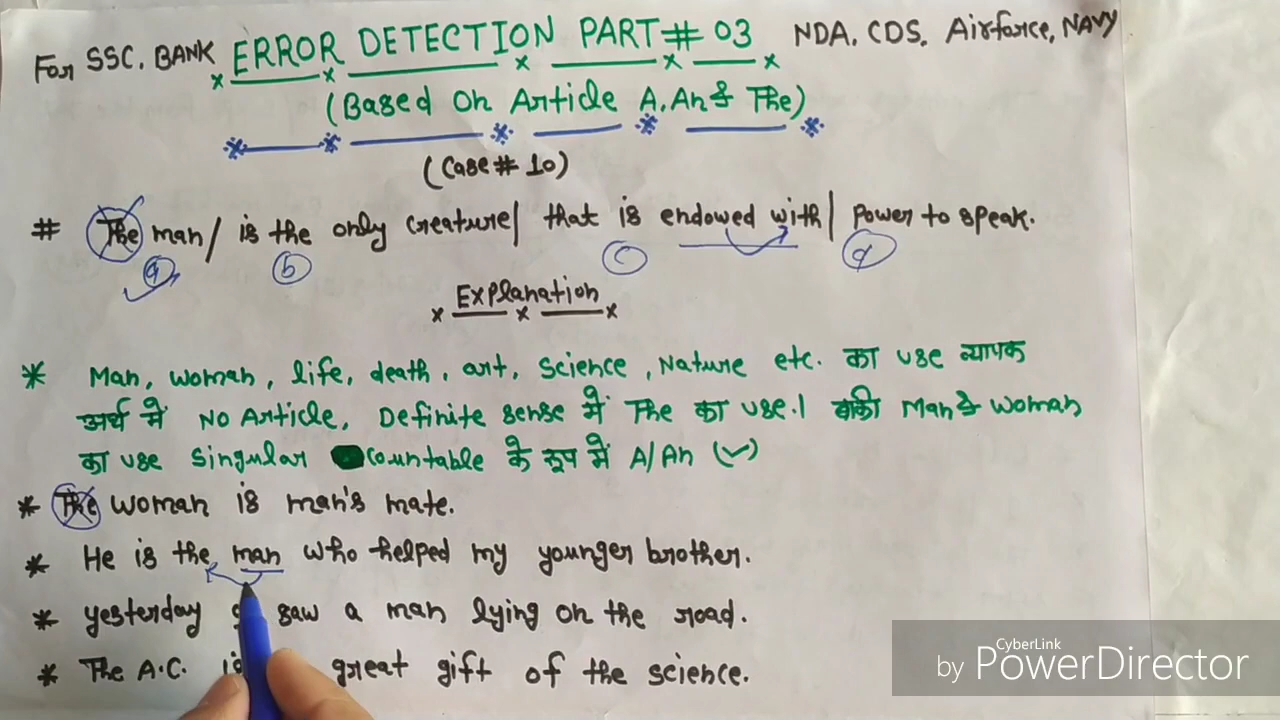 For SSC. BANK ERROR DETECTION PART # 03 NDA. CDS. Airforce, NAVY
(Based On Article A. An & The)
(Case # 10)
# The man/ is the only creature/ that is endowed with/ Power to speak.
a b c d
Explanation
* Man, woman, life, death, art, Science, Nature etc. का use व्यापक
अर्थ में No Article, Definite sense में The का use.। Man & woman
का use singular countable के रूप में A/An (✓)
* The woman is man's mate.
* He is the man who helped my younger brother.
* yesterday saw a man lying on the road.
* The A.C. great gift of the science.
CyberLink
by PowerDirector